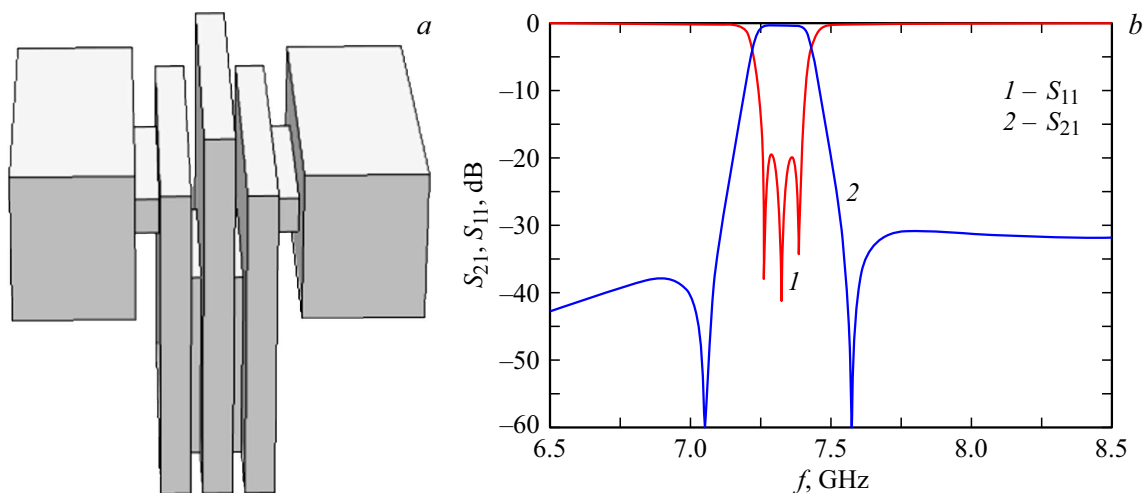 a
b
0
–10
–20
–30
–40
–50
–60
S21, S11, dB
1 – S11
2 – S21
2
1
6.5 7.0 7.5 8.0 8.5
f, GHz